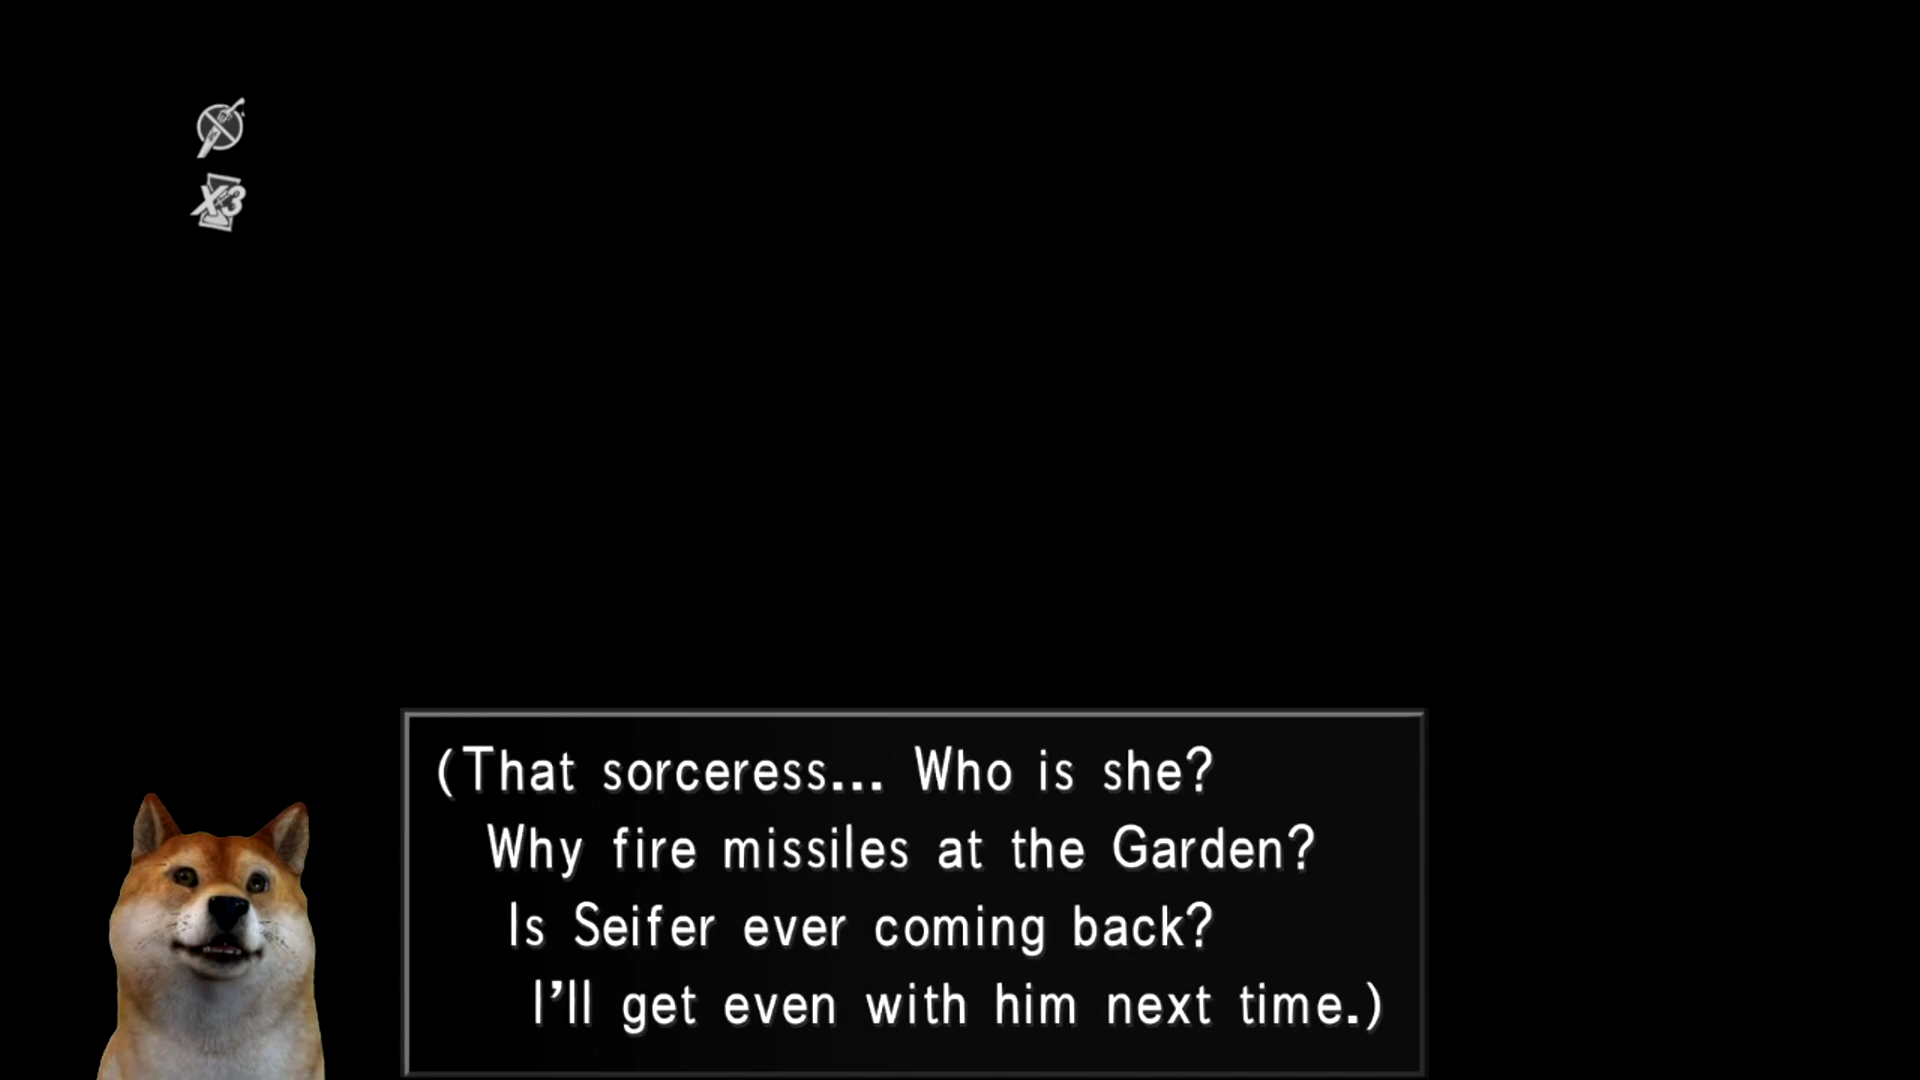 X3
(That sorceress... Who is she?
Why fire missiles at the Garden?
Is Seifer ever coming back?
I'll get even with him next time.)